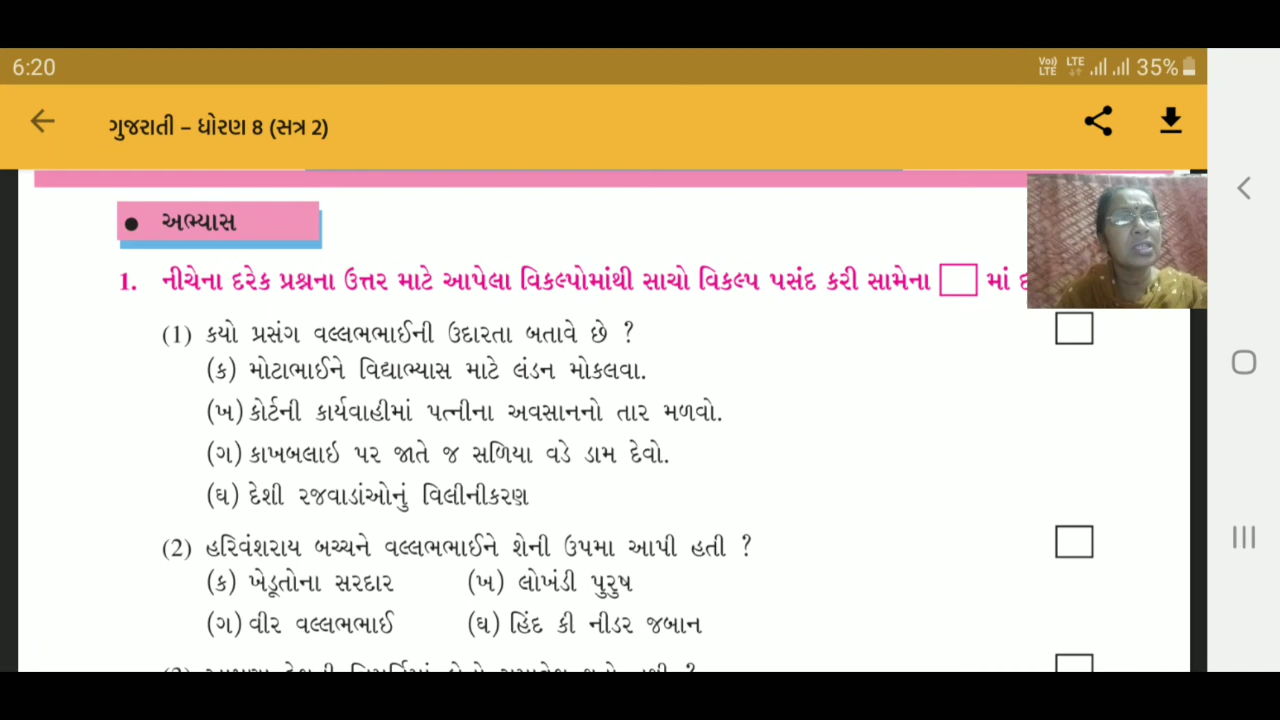 6:20
Vo) LTE LTE 35%
ગુજરાતી – ધોરણ 8 (સત્ર 2)
• અભ્યાસ
1. નીચેના દરેક પ્રશ્નના ઉત્તર માટે આપેલા વિકલ્પોમાંથી સાચો વિકલ્પ પસંદ કરી સામેના માં
(1) કયો પ્રસંગ વલ્લભભાઈની ઉદારતા બતાવે છે ?
(ક) મોટાભાઈને વિદ્યાભ્યાસ માટે લંડન મોકલવા.
(ખ) કોર્ટની કાર્યવાહીમાં પત્નીના અવસાનનો તાર મળવો.
(ગ) કાખબલાઇ પર જાતે જ સળિયા વડે ડામ દેવો.
(ઘ) દેશી રજવાડાંઓનું વિલીનીકરણ
(2) હરિવંશરાય બચ્ચને વલ્લભભાઈને શેની ઉપમા આપી હતી ?
(ક) ખેડૂતોના સરદાર (ખ) લોખંડી પુરુષ
(ગ) વીર વલ્લભભાઈ (ઘ) હિંદ કી નીડર જબાન